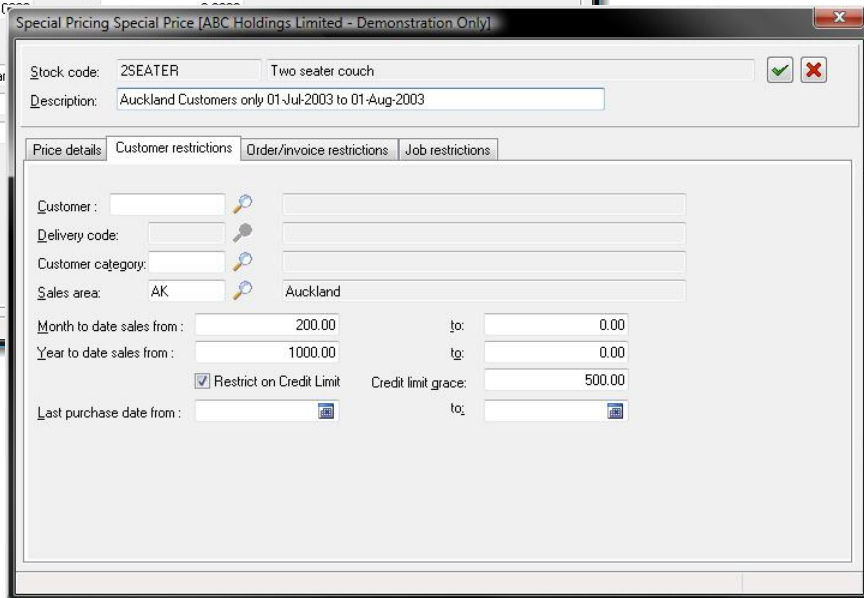 Special Pricing Special Price [ABC Holdings Limited - Demonstration Only]
Stock code: 2SEATER Two seater couch
Description: Auckland Customers only 01-Jul-2003 to 01-Aug-2003
Price details Customer restrictions Order/invoice restrictions Job restrictions
Customer :
Delivery code:
Customer category:
Sales area: AK Auckland
Month to date sales from : 200.00 to: 0.00
Year to date sales from : 1000.00 to: 0.00
Restrict on Credit Limit Credit limit grace: 500.00
Last purchase date from : to: